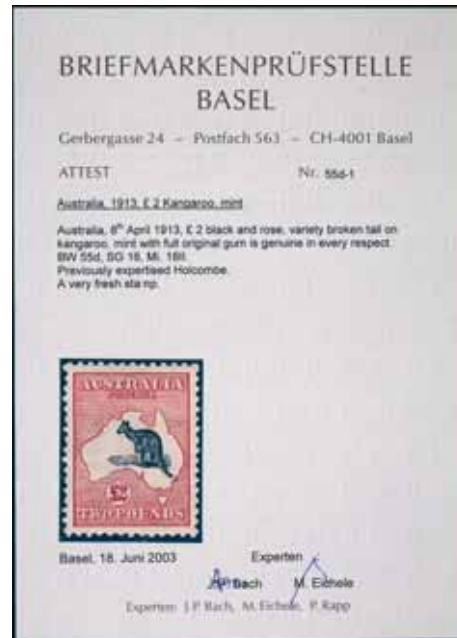 BRIEFMARKENPRÜFSTELLE
BASEL
Gerbergasse 24 – Postfach 563 – CH-4001 Basel
ATTEST Nr. 55d-1
Australia, 1913, £ 2 Kangaroo, mint
Australia, 8th April 1913, £ 2 black and rose, variety broken tail on
kangaroo, mint with full original gum is genuine in every respect.
BW 55d, SG 16, Mi. 16II.
Previously expertised Holcombe.
A very fresh stamp.
AUSTRALIA
POSTAGE
£2
TWO POUNDS
Basel, 18. Juni 2003 Experten
J.P. Bach M. Eichele
Experten: J.P. Bach, M. Eichele, P. Rapp